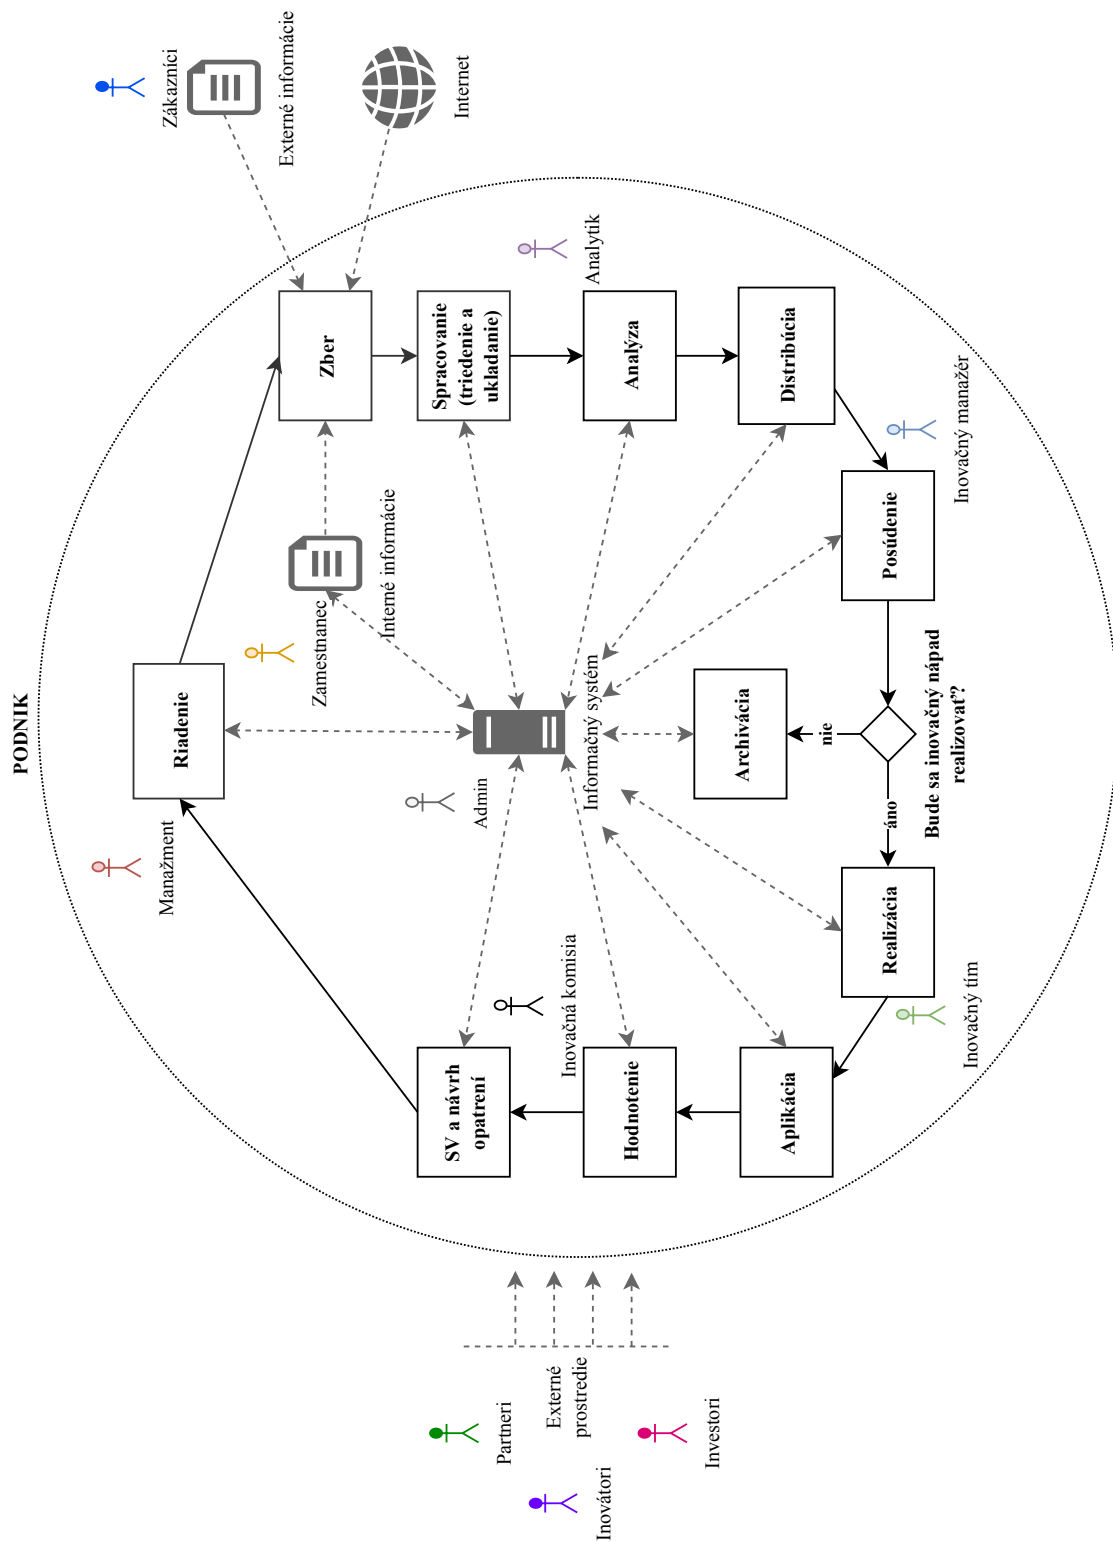 PODNIK
Zákazníci
Externé informácie
Internet
Manažment
Riadenie
Zamestnanec
Interné informácie
Zber
Spracovanie
(triedenie a
ukladanie)
Analytik
Analýza
Distribúcia
Inovačný manažér
Posúdenie
Bude sa inovačný nápad
realizovať?
nie
áno
Archivácia
Admin
Informačný systém
Realizácia
Inovačný tím
Aplikácia
Hodnotenie
Inovačná komisia
SV a návrh
opatrení
Externé
prostredie
Partneri
Inovátori
Investori